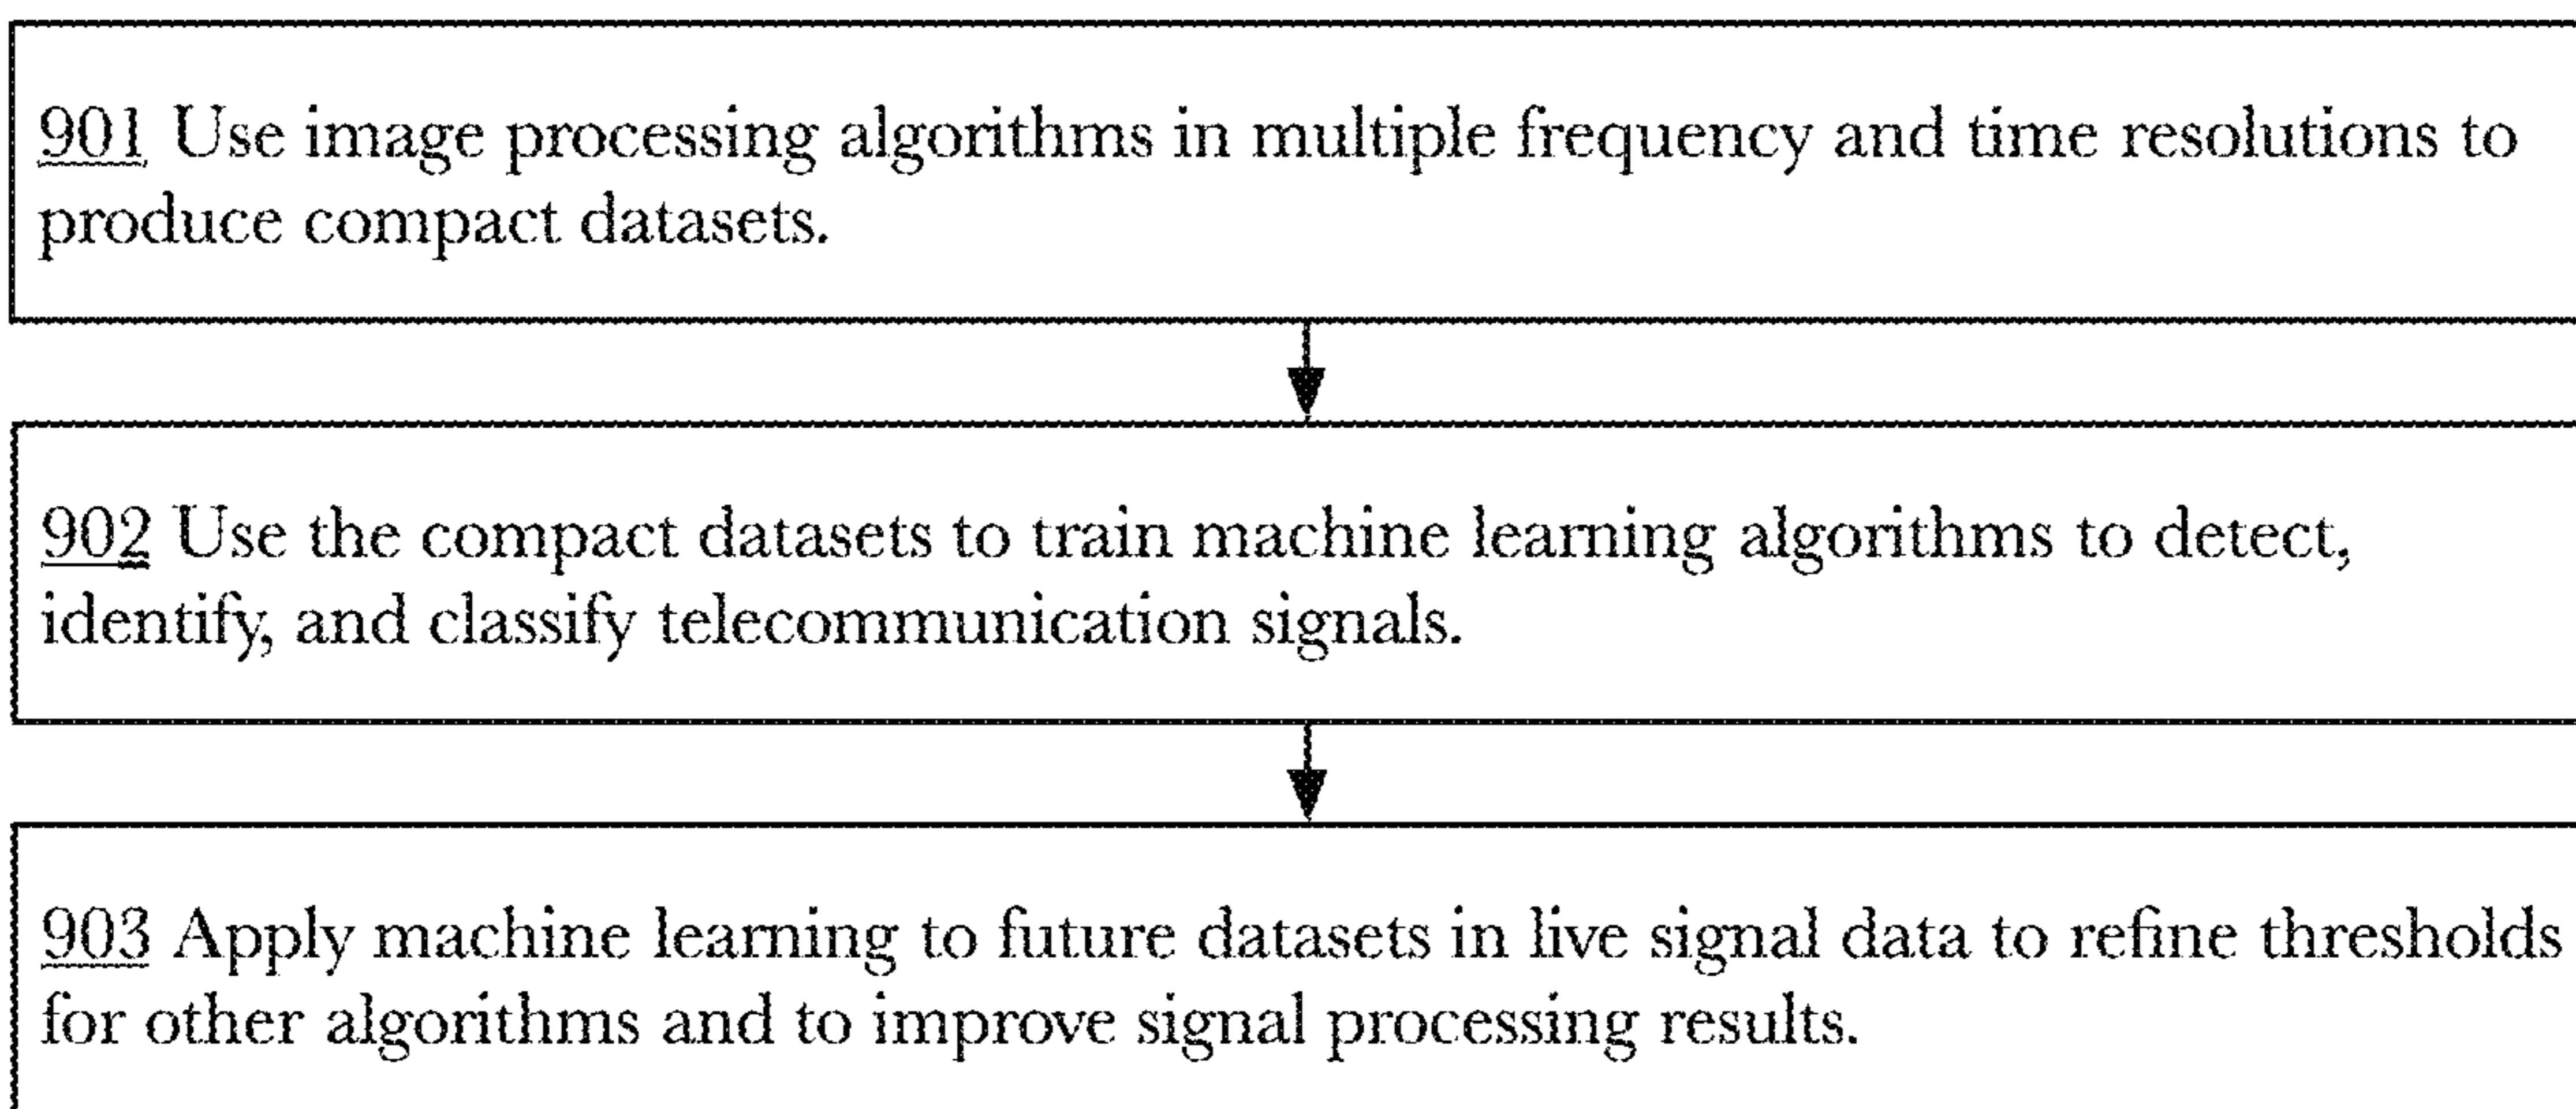 901 Use image processing algorithms in multiple frequency and time resolutions to
produce compact datasets.
902 Use the compact datasets to train machine learning algorithms to detect,
identify, and classify telecommunication signals.
903 Apply machine learning to future datasets in live signal data to refine thresholds
for other algorithms and to improve signal processing results.